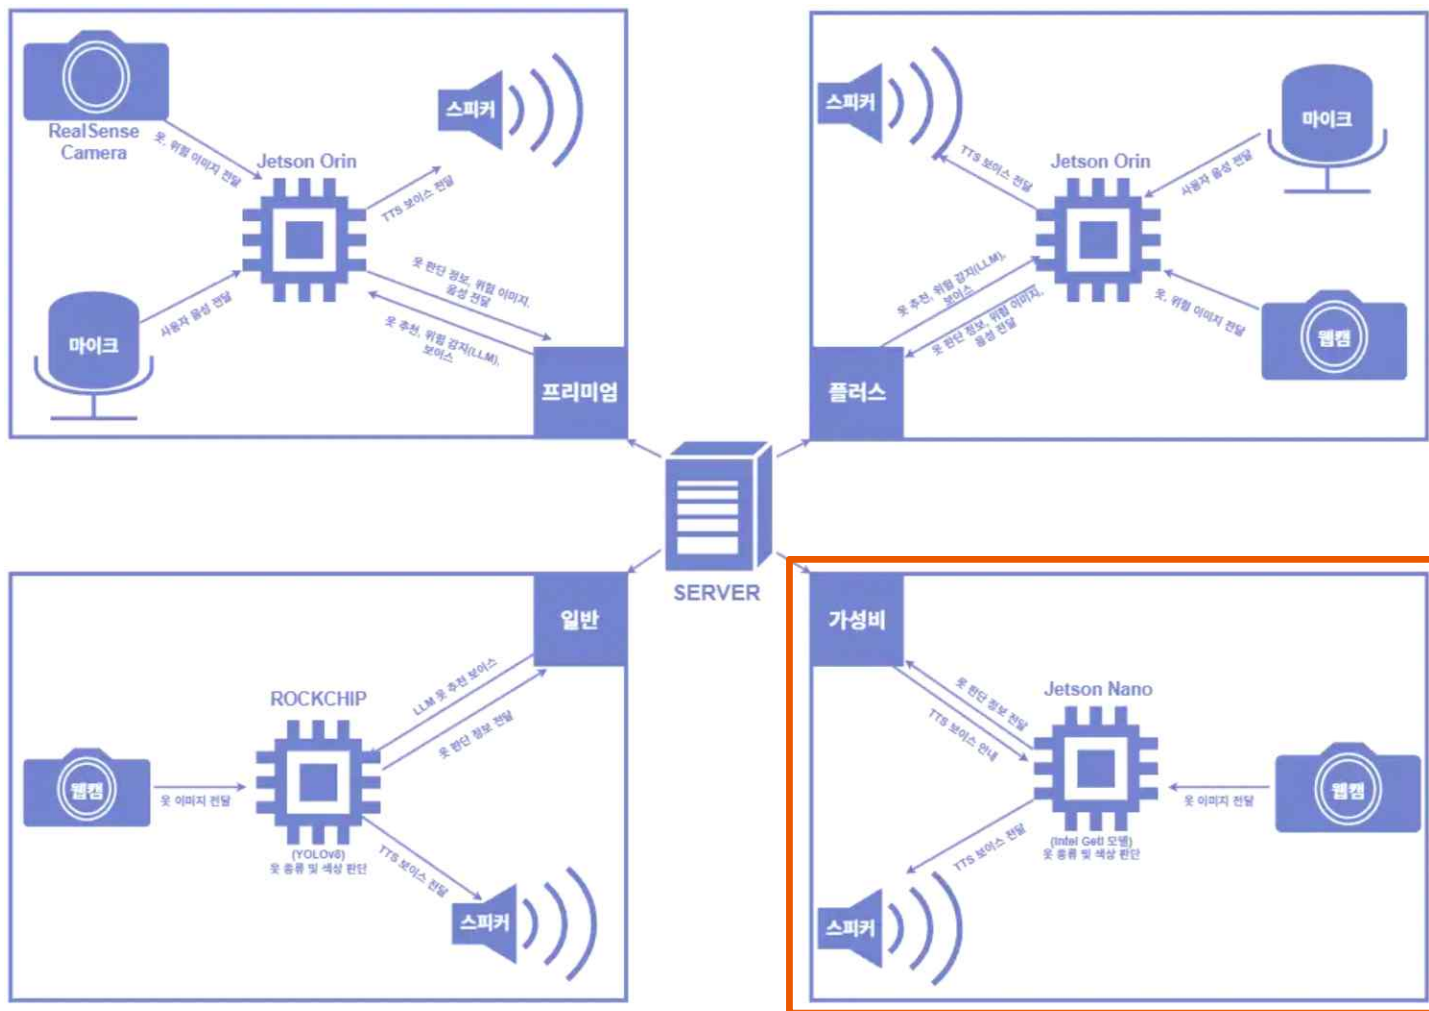 RealSense
Camera
옷, 위험 이미지 전달
Jetson Orin
스피커
TTS 보이스 전달
마이크
사용자 음성 전달
옷 판단 정보, 위험 이미지,
음성 전달
옷 추천, 위험 감지(LLM),
보이스
프리미엄
스피커
TTS 보이스 전달
Jetson Orin
마이크
사용자 음성 전달
옷 추천, 위험 감지(LLM),
보이스
옷 판단 정보, 위험 이미지,
음성 전달
옷, 위험 이미지 전달
웹캠
플러스
SERVER
일반
LLM 옷 추천 보이스
옷 판단 정보 전달
ROCKCHIP
웹캠
옷 이미지 전달
(YOLOv8)
옷 종류 및 색상 판단
TTS 보이스 전달
스피커
가성비
옷 판단 정보 전달
TTS 보이스 안내
Jetson Nano
옷 이미지 전달
웹캠
(Intel Geti 모델)
옷 종류 및 색상 판단
TTS 보이스 전달
스피커